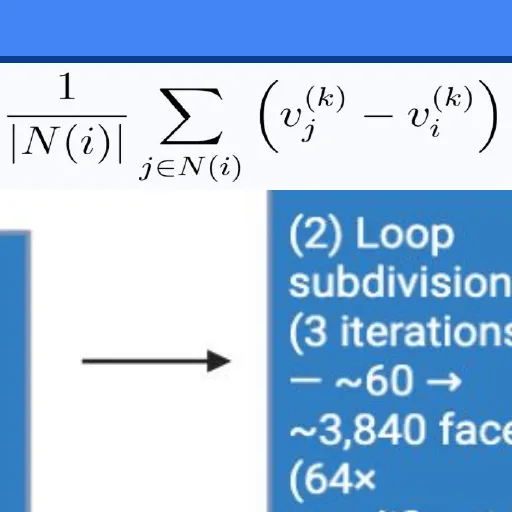 1/|N(i)| ∑_{j∈N(i)} (v_j^{(k)} − v_i^{(k)})
(2) Loop
subdivision
(3 iterations
— ~60 →
~3,840 face
(64×